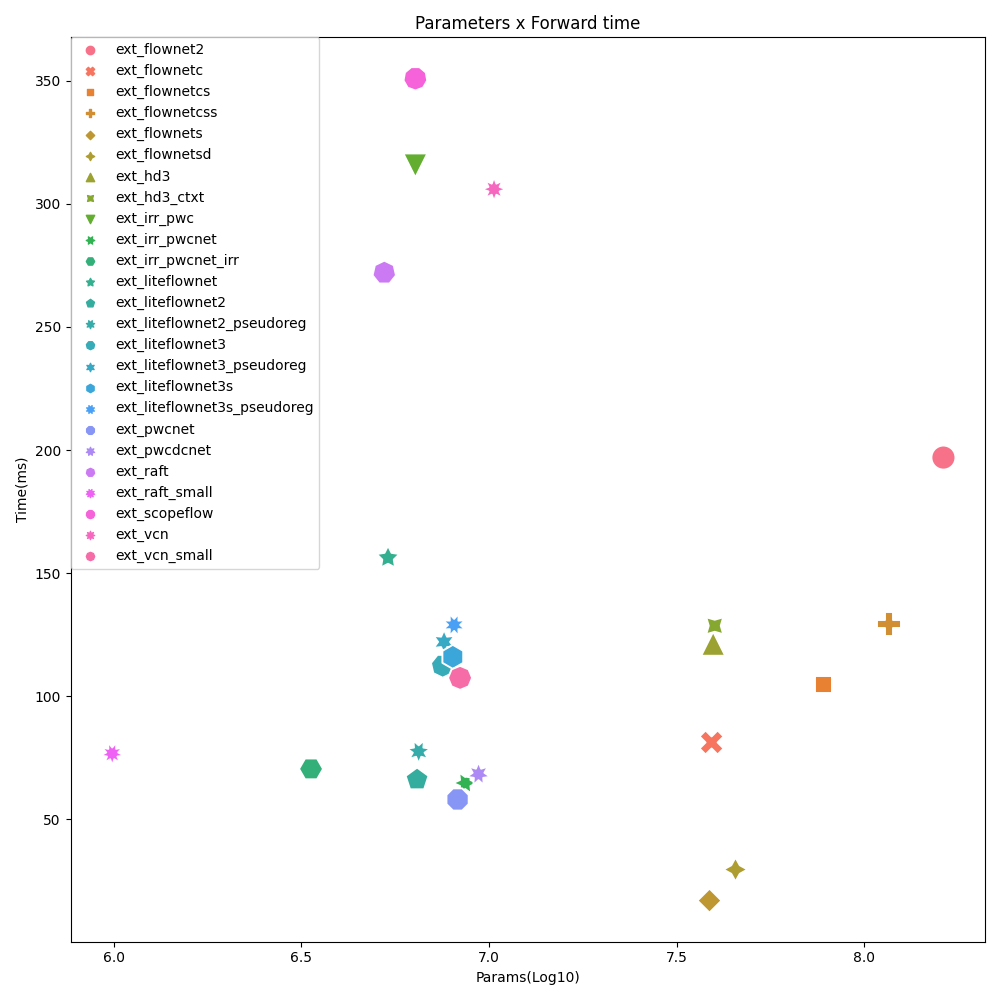 Parameters x Forward time
ext_flownet2
ext_flownetc
ext_flownetcs
ext_flownetcss
ext_flownets
ext_flownetsd
ext_hd3
ext_hd3_ctxt
ext_irr_pwc
ext_irr_pwcnet
ext_irr_pwcnet_irr
ext_liteflownet
ext_liteflownet2
ext_liteflownet2_pseudoreg
ext_liteflownet3
ext_liteflownet3_pseudoreg
ext_liteflownet3s
ext_liteflownet3s_pseudoreg
ext_pwcnet
ext_pwcdcnet
ext_raft
ext_raft_small
ext_scopeflow
ext_vcn
ext_vcn_small
350
300
250
200
150
100
50
Time(ms)
6.0 6.5 7.0 7.5 8.0
Params(Log10)